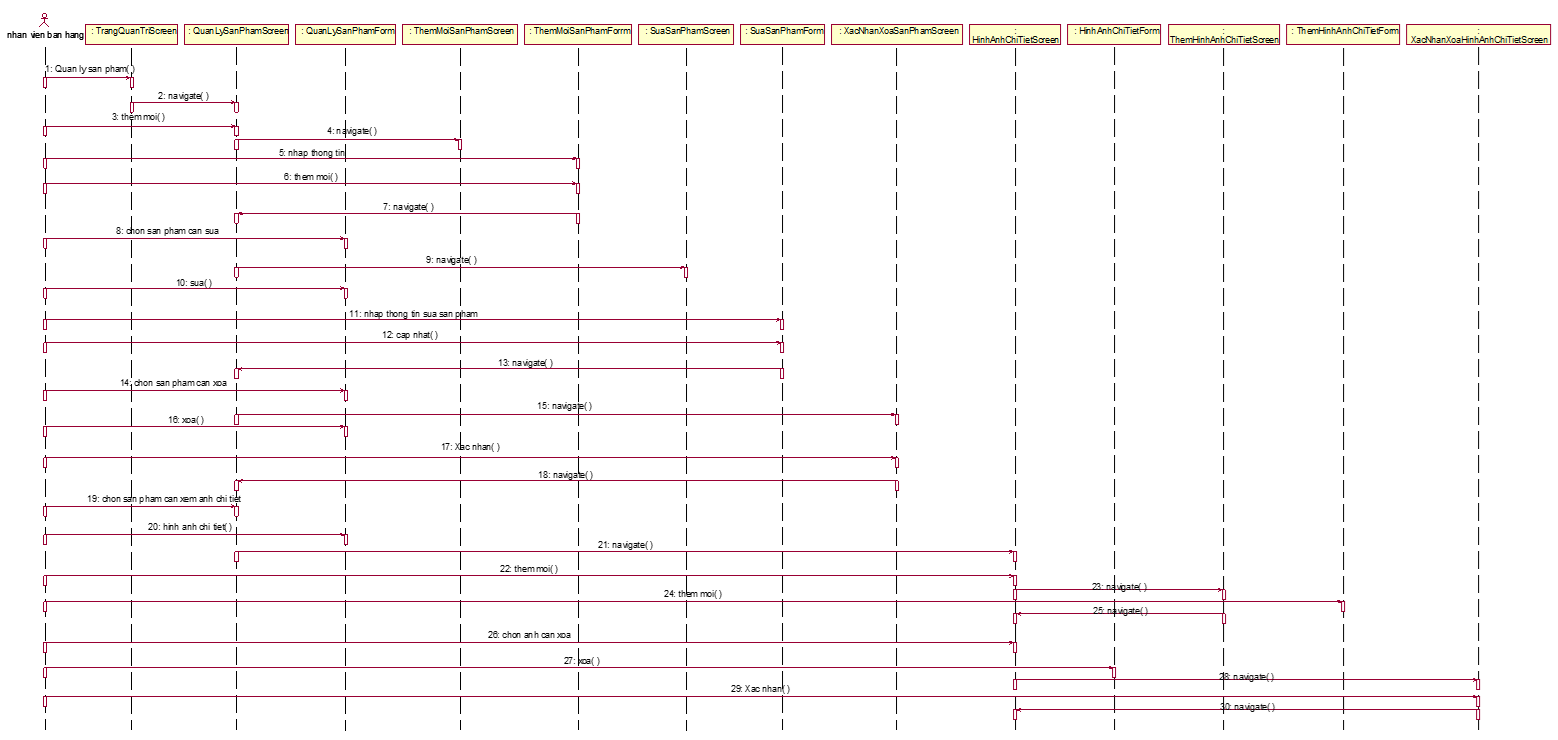 nhan vien ban hang
: TrangQuanTriScreen
: QuanLySanPhamScreen
: QuanLySanPhamForm
: ThemMoiSanPhamScreen
: ThemMoiSanPhamForrm
: SuaSanPhamScreen
: SuaSanPhamForm
: XacNhanXoaSanPhamScreen
:
HinhAnhChiTietScreen
: HinhAnhChiTietForm
:
ThemHinhAnhChiTietScreen
: ThemHinhAnhChiTietForm
:
XacNhanXoaHinhAnhChiTietScreen
1: Quan ly san pham( )
2: navigate( )
3: them moi( )
4: navigate( )
5: nhap thong tin
6: them moi( )
7: navigate( )
8: chon san pham can sua
9: navigate( )
10: sua( )
11: nhap thong tin sua san pham
12: cap nhat( )
13: navigate( )
14: chon san pham can xoa
15: navigate( )
16: xoa( )
17: Xac nhan( )
18: navigate( )
19: chon san pham can xem anh chi tiet
20: hinh anh chi tiet( )
21: navigate( )
22: them moi( )
23: navigate( )
24: them moi( )
25: navigate( )
26: chon anh can xoa
27: xoa( )
28: navigate( )
29: Xac nhan( )
30: navigate( )